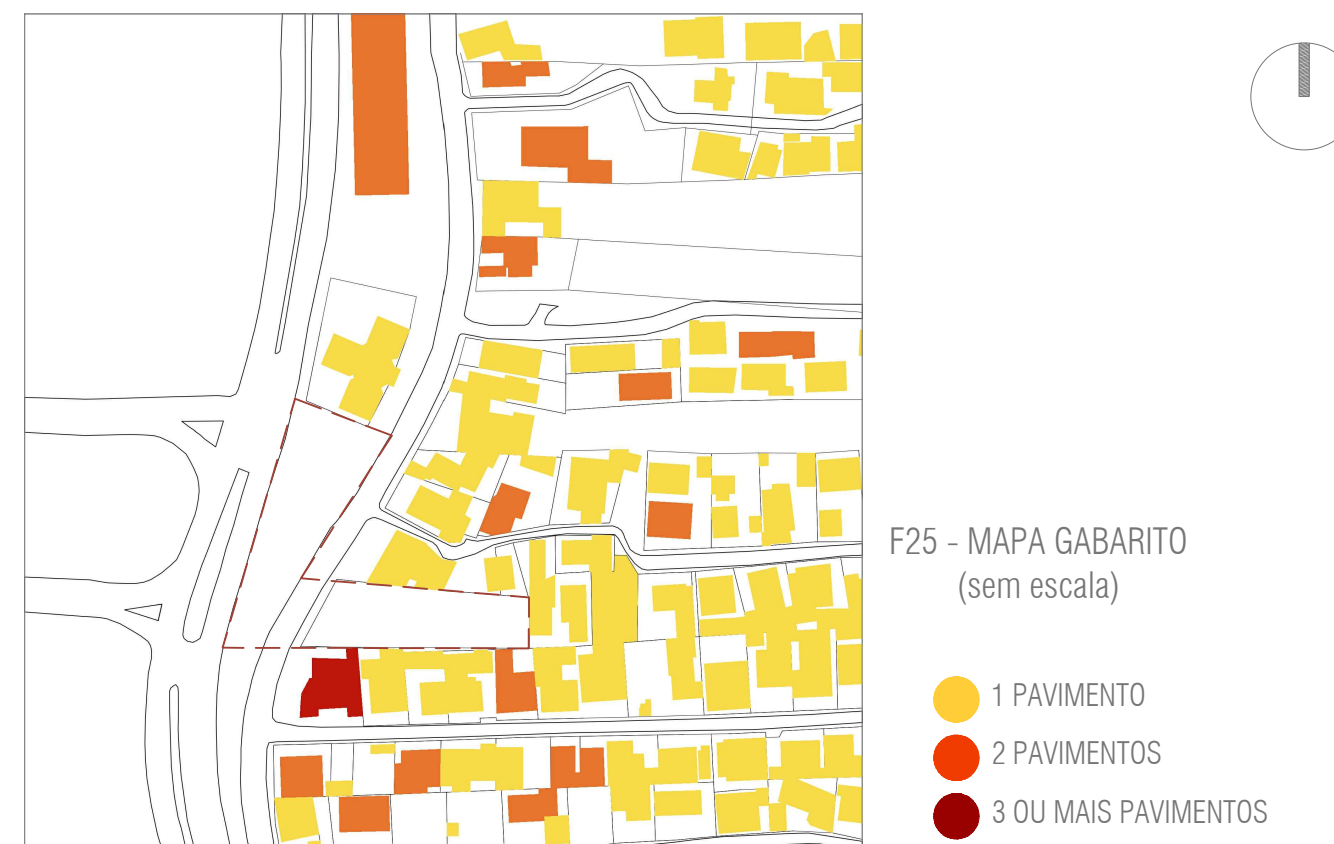 F25 - MAPA GABARITO
(sem escala)
1 PAVIMENTO
2 PAVIMENTOS
3 OU MAIS PAVIMENTOS